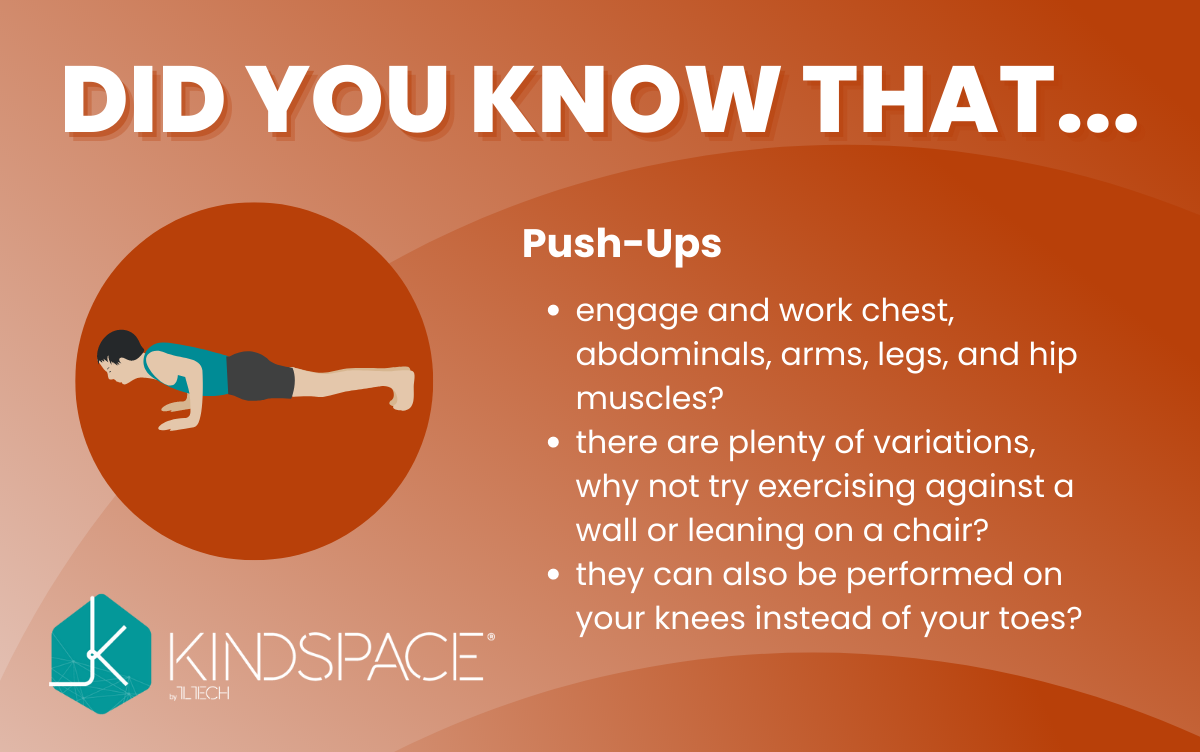 DID YOU KNOW THAT...
Push-Ups
• engage and work chest,
abdominals, arms, legs, and hip
muscles?
• there are plenty of variations,
why not try exercising against a
wall or leaning on a chair?
• they can also be performed on
your knees instead of your toes?
KINDSPACE®
by 1L1TECH